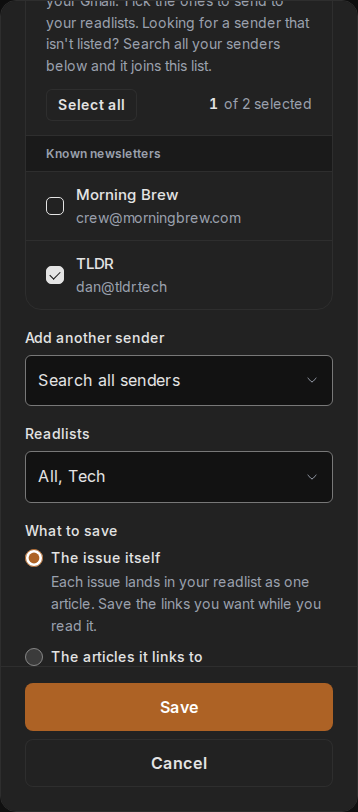 your Gmail. Pick the ones to send to
your readlists. Looking for a sender that
isn't listed? Search all your senders
below and it joins this list.
Select all
1 of 2 selected
Known newsletters
Morning Brew
crew@morningbrew.com
TLDR
dan@tldr.tech
Add another sender
Search all senders
Readlists
All, Tech
What to save
The issue itself
Each issue lands in your readlist as one
article. Save the links you want while you
read it.
The articles it links to
Save
Cancel